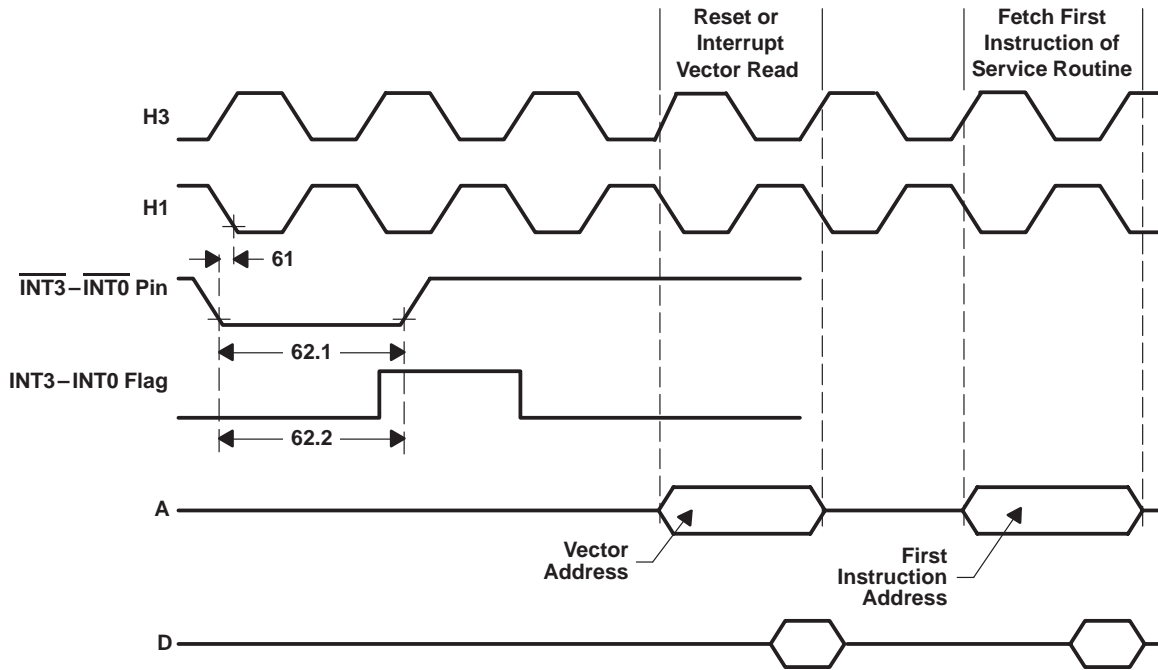 Reset or
Interrupt
Vector Read
Fetch First
Instruction of
Service Routine
H3
H1
61
INT3–INT0 Pin
62.1
INT3–INT0 Flag
62.2
A
Vector
Address
First
Instruction
Address
D